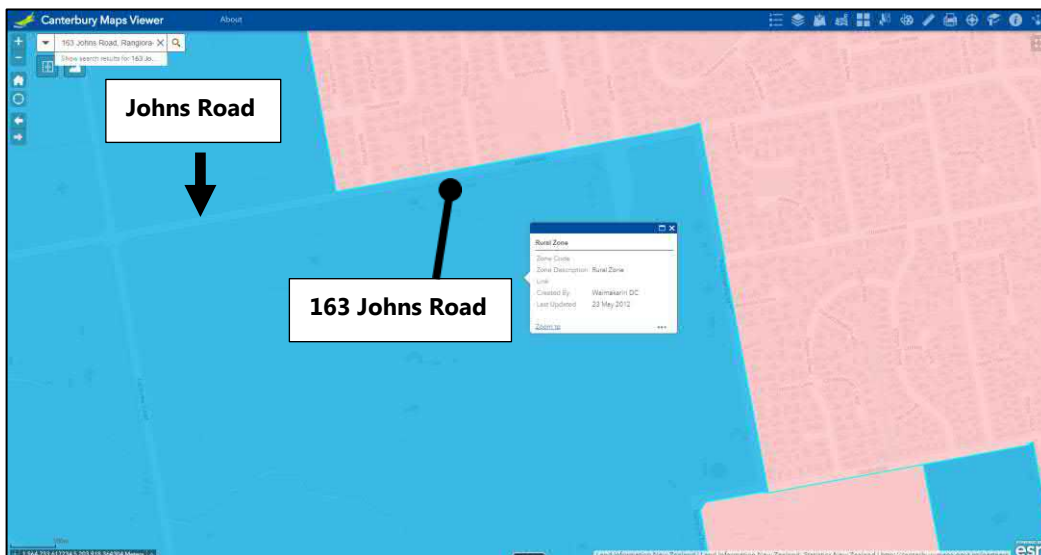 Canterbury Maps Viewer
About
163 Johns Road, Rangiora
Show search results for 163 Jo...
Johns Road
163 Johns Road
Rural Zone
Zone Code
Zone Description Rural Zone
Link
Created By Waimakariri DC
Last Updated 23 May 2012
Zoom to
esri